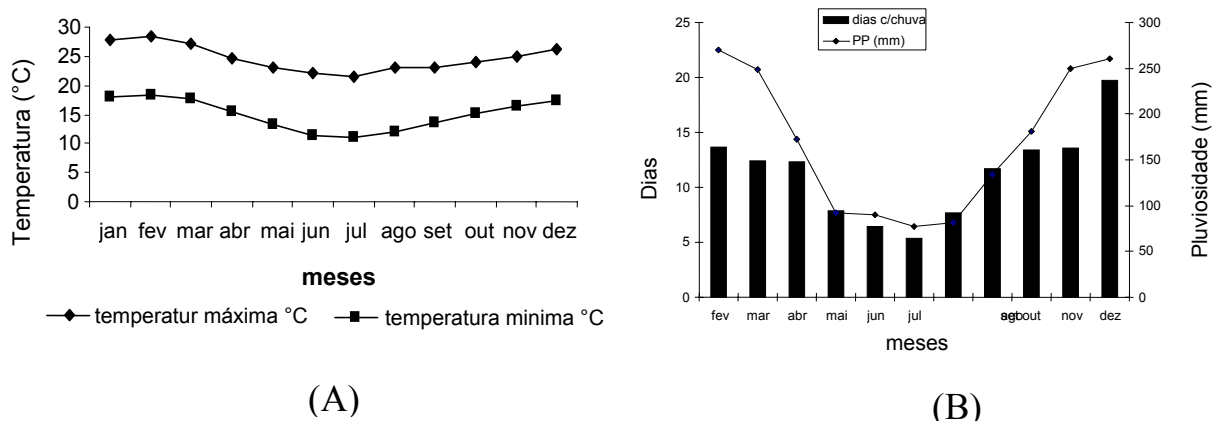 30
25
20
15
10
5
0
Temperatura (°C)
jan fev mar abr mai jun jul ago set out nov dez
meses
temperatur máxima °C temperatura minima °C
(A)
dias c/chuva
PP (mm)
25
20
15
10
5
0
Dias
300
250
200
150
100
50
0
Pluviosidade (mm)
fev mar abr mai jun jul ago set out nov dez
meses
(B)